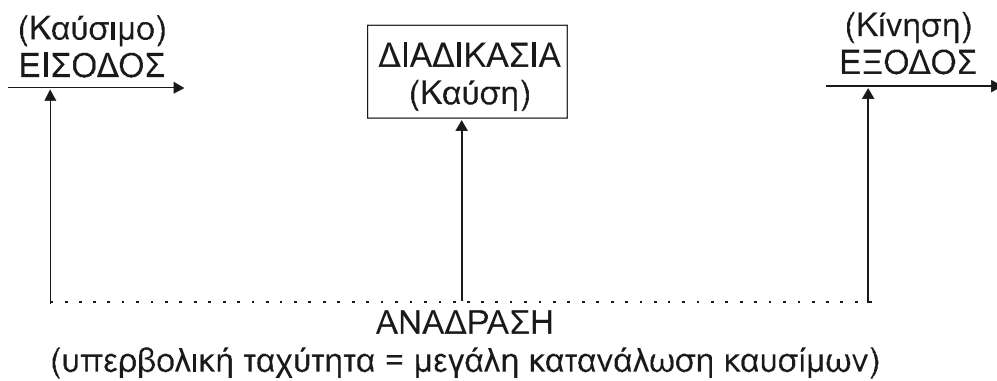 (Καύσιμο)
ΕΙΣΟΔΟΣ
ΔΙΑΔΙΚΑΣΙΑ
(Καύση)
(Κίνηση)
ΕΞΟΔΟΣ
ΑΝΑΔΡΑΣΗ
(υπερβολική ταχύτητα = μεγάλη κατανάλωση καυσίμων)